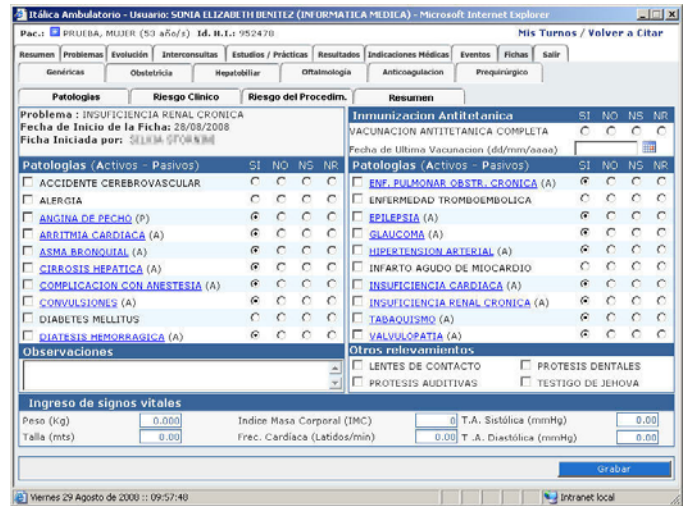 Itálica Ambulatorio - Usuario: SONIA ELIZABETH BENITEZ (INFORMATICA MEDICA) - Microsoft Internet Explorer
Pac.: PRUEBA, MUJER (53 año/s) Id. H.I.: 952478 Mis Turnos / Volver a Citar
Resumen Problemas Evolución Interconsultas Estudios / Prácticas Resultados Indicaciones Médicas Eventos Fichas Salir
Genéricas Obstetricia Hepatobiliar Oftalmología Anticoagulacion Prequirúrgico
Patologias Riesgo Clinico Riesgo del Procedim. Resumen
Problema : INSUFICIENCIA RENAL CRONICA
Fecha de Inicio de la Ficha: 28/08/2008
Ficha Iniciada por:
Inmunizacion Antitetanica SI NO NS NR
VACUNACION ANTITETANICA COMPLETA
Fecha de Ultima Vacunacion (dd/mm/aaaa)
Patologías (Activos - Pasivos) SI NO NS NR
ACCIDENTE CEREBROVASCULAR
ALERGIA
ANGINA DE PECHO (P)
ARRITMIA CARDIACA (A)
ASMA BRONQUIAL (A)
CIRROSIS HEPATICA (A)
COMPLICACION CON ANESTESIA (A)
CONVULSIONES (A)
DIABETES MELLITUS
DIATESIS HEMORRAGICA (A)
Patologías (Activos - Pasivos) SI NO NS NR
ENF. PULMONAR OBSTR. CRONICA (A)
ENFERMEDAD TROMBOEMBOLICA
EPILEPSIA (A)
GLAUCOMA (A)
HIPERTENSION ARTERIAL (A)
INFARTO AGUDO DE MIOCARDIO
INSUFICIENCIA CARDIACA (A)
INSUFICIENCIA RENAL CRONICA (A)
TABAQUISMO (A)
VALVULOPATIA (A)
Observaciones
Otros relevamientos
LENTES DE CONTACTO PROTESIS DENTALES
PROTESIS AUDITIVAS TESTIGO DE JEHOVA
Ingreso de signos vitales
Peso (Kg) 0.000 Indice Masa Corporal (IMC) 0 T.A. Sistólica (mmHg) 0.00
Talla (mts) 0.00 Frec. Cardíaca (Latidos/min) 0.00 T .A. Diastólica (mmHg) 0.00
Grabar
Viernes 29 Agosto de 2008 :: 09:57:48 Intranet local